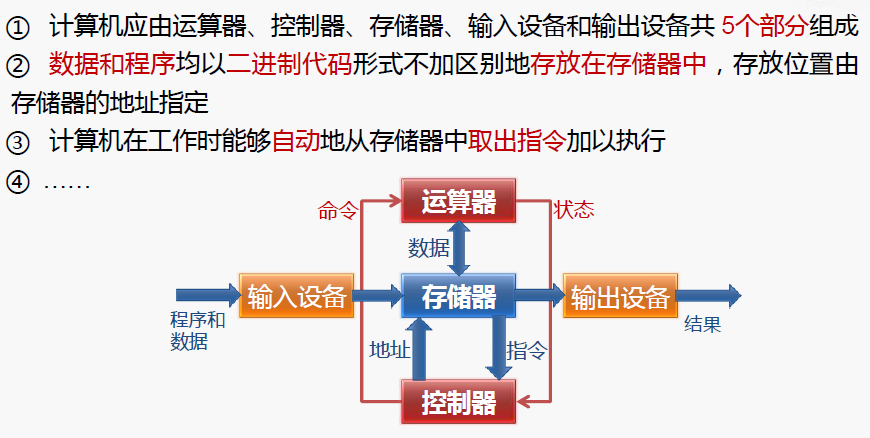 ① 计算机应由运算器、控制器、存储器、输入设备和输出设备共 5个部分组成
② 数据和程序均以二进制代码形式不加区别地存放在存储器中，存放位置由
存储器的地址指定
③ 计算机在工作时能够自动地从存储器中取出指令加以执行
④ ……
运算器
命令
状态
数据
输入设备
存储器
输出设备
程序和
数据
结果
地址
指令
控制器